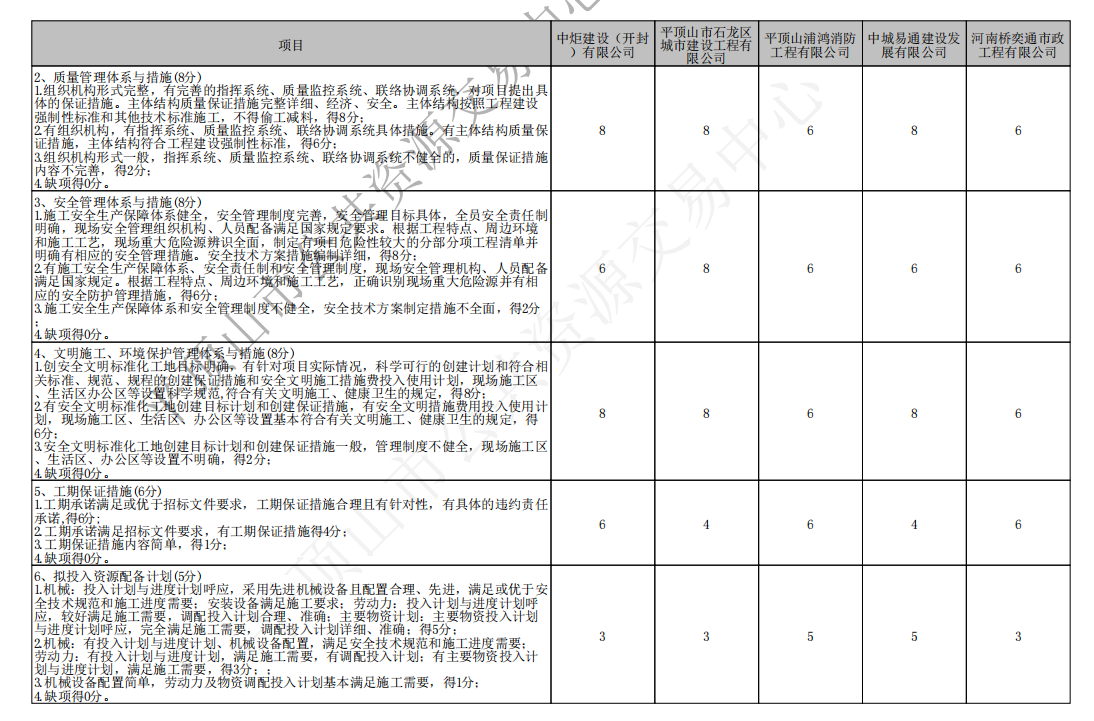 项目
中炬建设（开封
）有限公司
平顶山市石龙区
城市建设工程有
限公司
平顶山浦鸿消防
工程有限公司
中城易通建设发
展有限公司
河南桥奕通市政
工程有限公司
2、质量管理体系与措施(8分)
1.组织机构形式完整，有完善的指挥系统、质量监控系统、联络协调系统，对项目提出具
体的保证措施。主体结构质量保证措施完整详细、经济、安全。主体结构按照工程建设
强制性标准和其他技术标准施工，不得偷工减料，得8分；
2.有组织机构，有指挥系统、质量监控系统、联络协调系统具体措施。有主体结构质量保
证措施，主体结构符合工程建设强制性标准，得6分；
3.组织机构形式一般，指挥系统、质量监控系统、联络协调系统不健全的，质量保证措施
内容不完善，得2分；
4.缺项得0分。
8
8
6
8
6
3、安全管理体系与措施(8分)
1.施工安全生产保障体系健全，安全管理制度完善，安全管理目标具体，全员安全责任制
明确，现场安全管理组织机构、人员配备满足国家规定要求。根据工程特点、周边环境
和施工工艺，现场重大危险源辨识全面，制定有项目危险性较大的分部分项工程清单并
明确有相应的安全管理措施。安全技术方案措施编制详细，得8分；
2.有施工安全生产保障体系、安全责任制和安全管理制度，现场安全管理机构、人员配备
满足国家规定。根据工程特点、周边环境和施工工艺，正确识别现场重大危险源并有相
应的安全防护管理措施，得6分；
3.施工安全生产保障体系和安全管理制度不健全，安全技术方案制定措施不全面，得2分
；
4.缺项得0分。
6
8
6
6
6
4、文明施工、环境保护管理体系与措施(8分)
1.创安全文明标准化工地目标明确，有针对项目实际情况，科学可行的创建计划和符合相
关标准、规范、规程的创建保证措施和安全文明施工措施费投入使用计划，现场施工区
、生活区办公区等设置科学规范,符合有关文明施工、健康卫生的规定，得8分；
2.有安全文明标准化工地创建目标计划和创建保证措施，有安全文明措施费用投入使用计
划，现场施工区、生活区、办公区等设置基本符合有关文明施工、健康卫生的规定，得
6分；
3.安全文明标准化工地创建目标计划和创建保证措施一般，管理制度不健全，现场施工区
、生活区、办公区等设置不明确，得2分；
4.缺项得0分。
8
8
6
8
6
5、工期保证措施(6分)
1.工期承诺满足或优于招标文件要求，工期保证措施合理且有针对性，有具体的违约责任
承诺,得6分；
2.工期承诺满足招标文件要求，有工期保证措施得4分；
3.工期保证措施内容简单，得1分；
4.缺项得0分。
6
4
6
4
6
6、拟投入资源配备计划(5分)
1.机械：投入计划与进度计划呼应，采用先进机械设备且配置合理、先进，满足或优于安
全技术规范和施工进度需要；安装设备满足施工要求；劳动力：投入计划与进度计划呼
应，较好满足施工需要，调配投入计划合理、准确；主要物资计划：主要物资投入计划
与进度计划呼应，完全满足施工需要，调配投入计划详细、准确；得5分；
2.机械：有投入计划与进度计划、机械设备配置，满足安全技术规范和施工进度需要；
劳动力：有投入计划与进度计划，满足施工需要，有调配投入计划；有主要物资投入计
划与进度计划，满足施工需要，得3分；；
3.机械设备配置简单，劳动力及物资调配投入计划基本满足施工需要，得1分；
4.缺项得0分。
3
3
5
5
3
平顶山市公共资源交易中心
顶山市公共资源交易中心